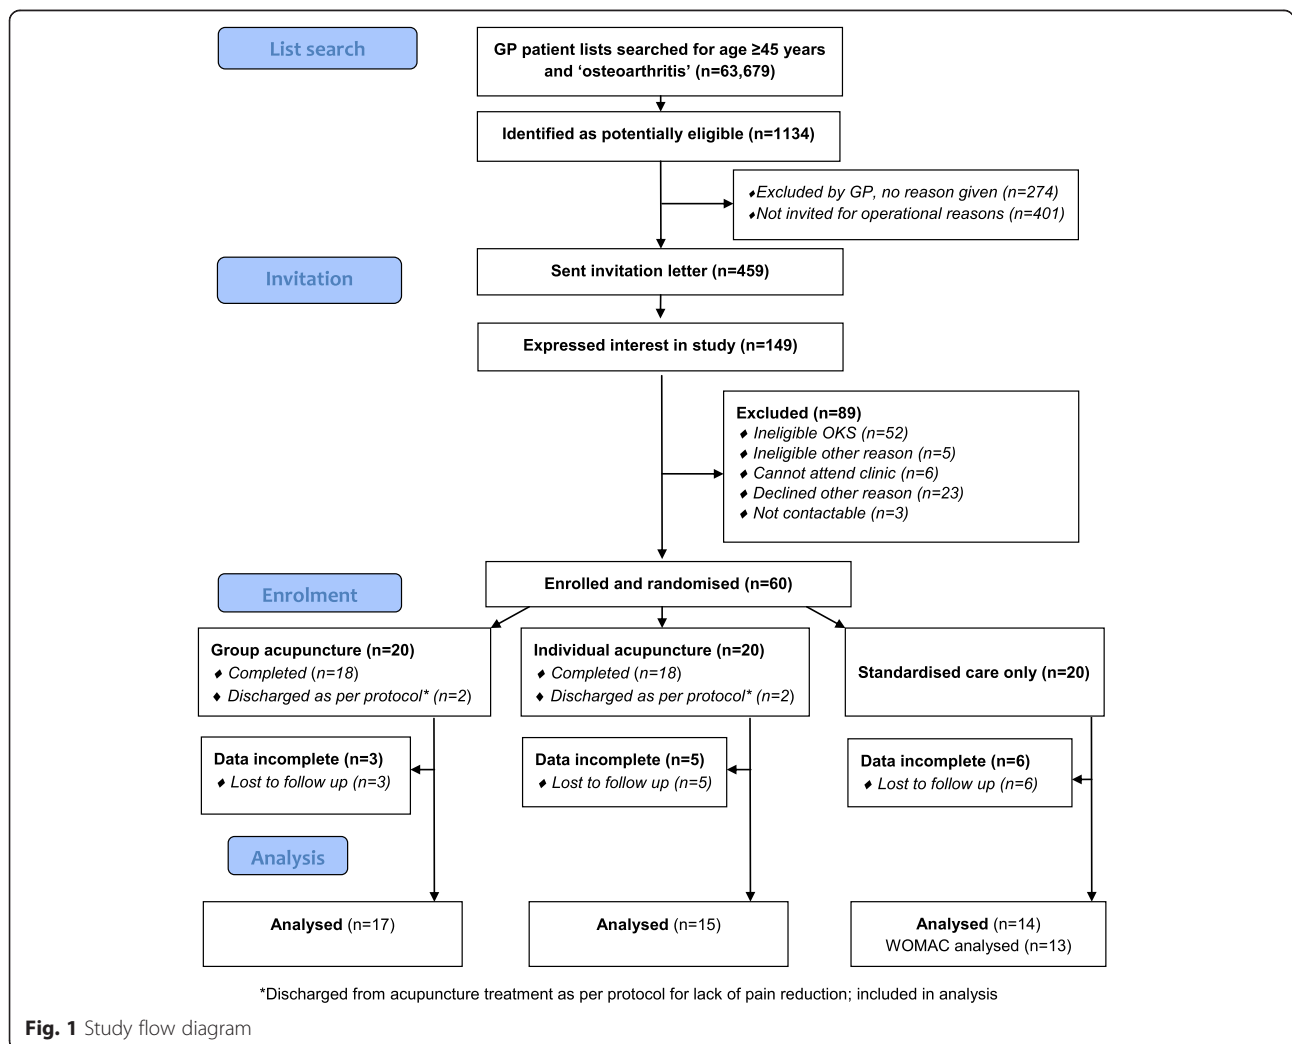 List search
GP patient lists searched for age ≥45 years
and ‘osteoarthritis’ (n=63,679)
Identified as potentially eligible (n=1134)
♦Excluded by GP, no reason given (n=274)
♦Not invited for operational reasons (n=401)
Invitation
Sent invitation letter (n=459)
Expressed interest in study (n=149)
Excluded (n=89)
♦ Ineligible OKS (n=52)
♦ Ineligible other reason (n=5)
♦ Cannot attend clinic (n=6)
♦ Declined other reason (n=23)
♦ Not contactable (n=3)
Enrolment
Enrolled and randomised (n=60)
Group acupuncture (n=20)
♦ Completed (n=18)
♦ Discharged as per protocol* (n=2)
Individual acupuncture (n=20)
♦ Completed (n=18)
♦ Discharged as per protocol* (n=2)
Standardised care only (n=20)
Data incomplete (n=3)
♦ Lost to follow up (n=3)
Data incomplete (n=5)
♦ Lost to follow up (n=5)
Data incomplete (n=6)
♦ Lost to follow up (n=6)
Analysis
Analysed (n=17)
Analysed (n=15)
Analysed (n=14)
WOMAC analysed (n=13)
*Discharged from acupuncture treatment as per protocol for lack of pain reduction; included in analysis
Fig. 1 Study flow diagram